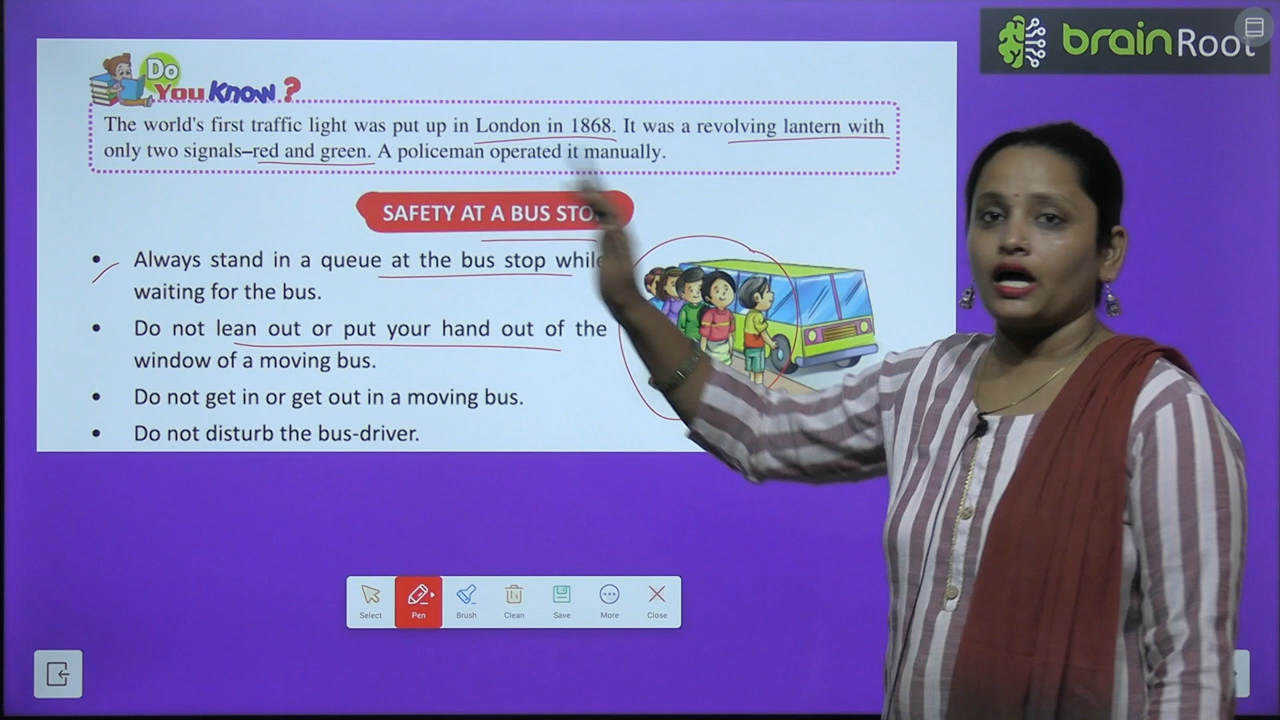 brainRoot
Do
You Know?
The world's first traffic light was put up in London in 1868. It was a revolving lantern with
only two signals–red and green. A policeman operated it manually.
SAFETY AT A BUS STO
• Always stand in a queue at the bus stop while
waiting for the bus.
• Do not lean out or put your hand out of the
window of a moving bus.
• Do not get in or get out in a moving bus.
• Do not disturb the bus-driver.
Select Pen Brush Clean Save More Close